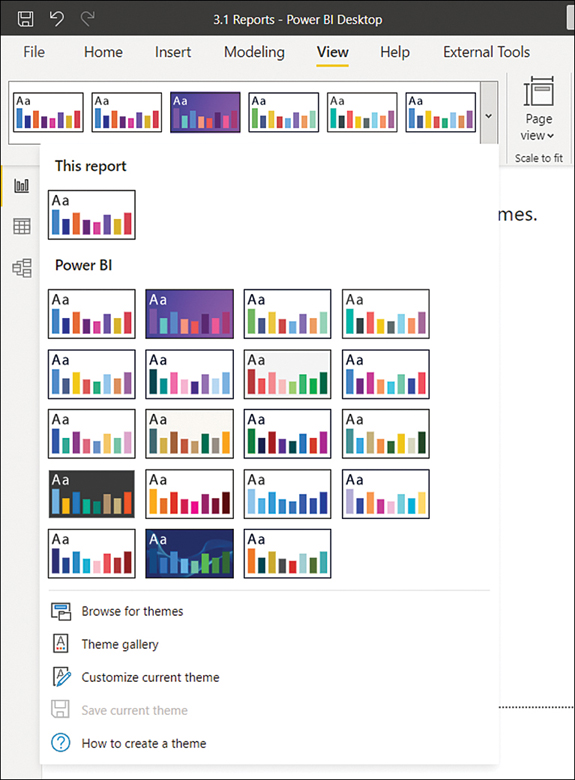 3.1 Reports - Power BI Desktop
File Home Insert Modeling View Help External Tools
Aa Aa Aa Aa Aa Aa
Page
view
Scale to fit
This report
mes.
Aa
Power BI
Aa Aa Aa Aa
Aa Aa Aa Aa
Aa Aa Aa Aa
Aa Aa Aa Aa
Aa Aa Aa
Browse for themes
Theme gallery
Customize current theme
Save current theme
How to create a theme